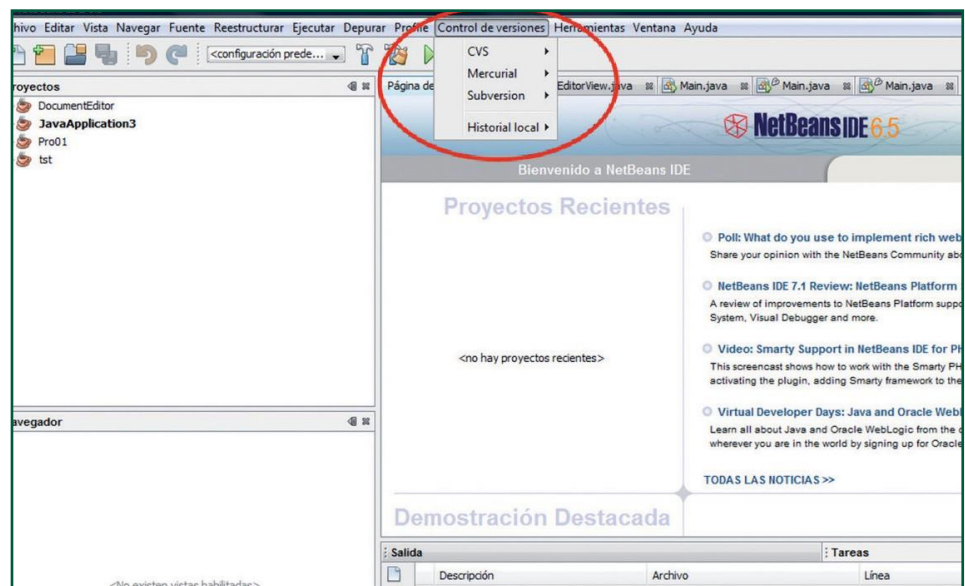 hivo Editar Vista Navegar Fuente Reestructurar Ejecutar Depurar Profile Control de versiones Herramientas Ventana Ayuda
<configuración prede...
CVS
Mercurial
Subversion
Historial local
royectos
DocumentEditor
JavaApplication3
Pro01
tst
Página de EditorView.java Main.java Main.java Main.java
NetBeans IDE 6.5
Bienvenido a NetBeans IDE
Proyectos Recientes
<no hay proyectos recientes>
Poll: What do you use to implement rich web
Share your opinion with the NetBeans Community abo
NetBeans IDE 7.1 Review: NetBeans Platform
A review of improvements to NetBeans Platform suppo
System, Visual Debugger and more.
Video: Smarty Support in NetBeans IDE for PH
This screencast shows how to work with the Smarty PH
activating the plugin, adding Smarty framework to the
Virtual Developer Days: Java and Oracle WebL
Learn all about Java and Oracle WebLogic from the c
wherever you are in the world by signing up for Oracle
TODAS LAS NOTICIAS >>
Demostración Destacada
avegador
<No existen vistas habilitadas>
Salida
Tareas
Descripción Archivo Línea